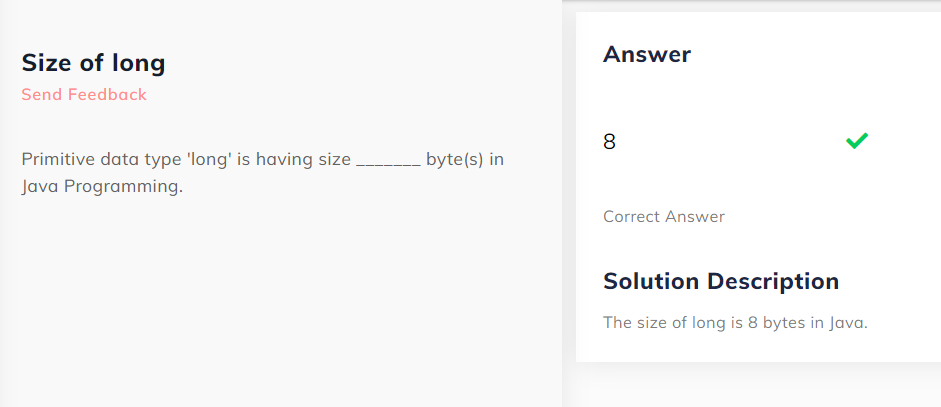 Size of long
Send Feedback
Primitive data type 'long' is having size _______ byte(s) in
Java Programming.
Answer
8
Correct Answer
Solution Description
The size of long is 8 bytes in Java.